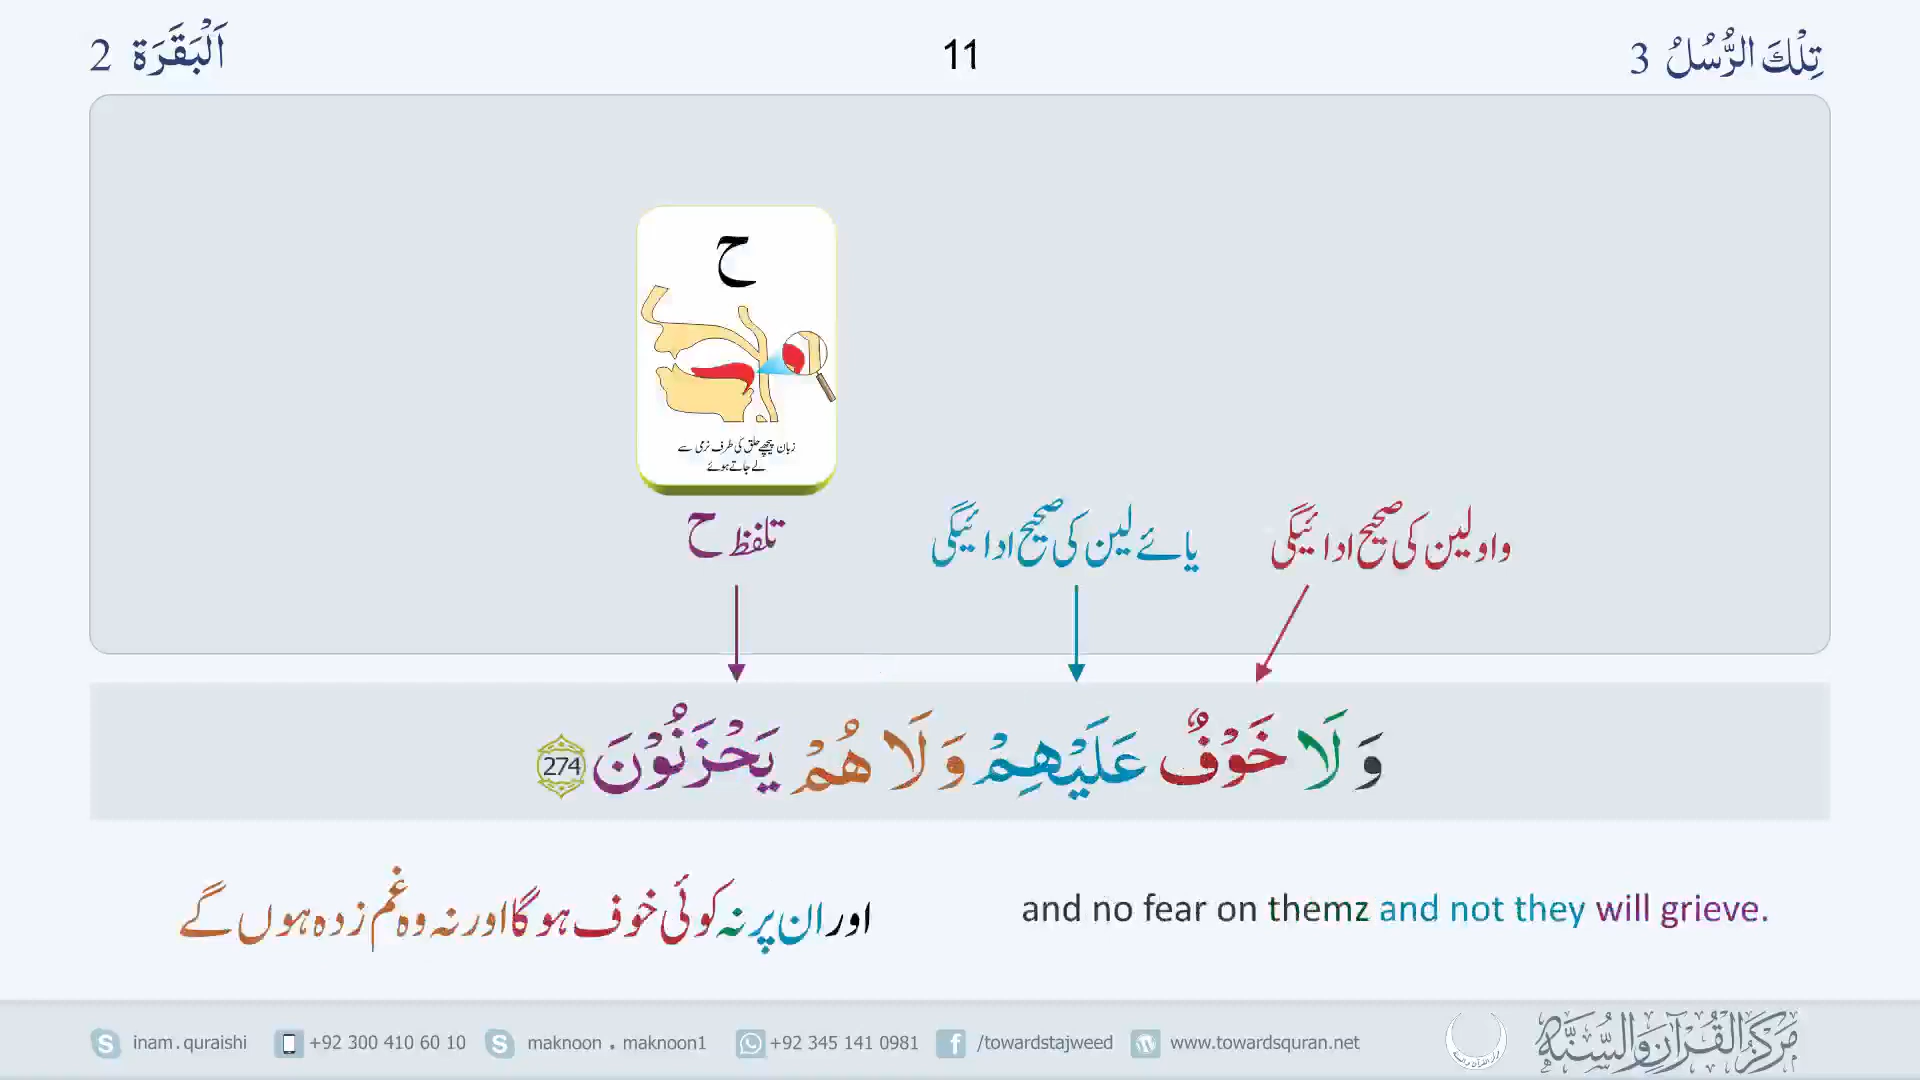 اَلْبَقَرَة 2
11
تِلْكَ الرُّسُلُ 3
ح
زبان پیچھے حلق کی طرف نرمی سے
لے جاتے ہوئے
واو لین کی صحیح ادائیگی
یائے لین کی صحیح ادائیگی
تلفظ ح
وَ لَا خَوْفٌ عَلَيْهِمْ وَ لَا هُمْ يَحْزَنُوْنَ 274
اور ان پر نہ کوئی خوف ہوگا اور نہ وہ غم زدہ ہوں گے
and no fear on themz and not they will grieve.
inam.quraishi +92 300 410 60 10 maknoon . maknoon1 +92 345 141 0981 /towardstajweed www.towardsquran.net
مَرْكَزُ الْقُرْآنِ وَالسُّنَّة